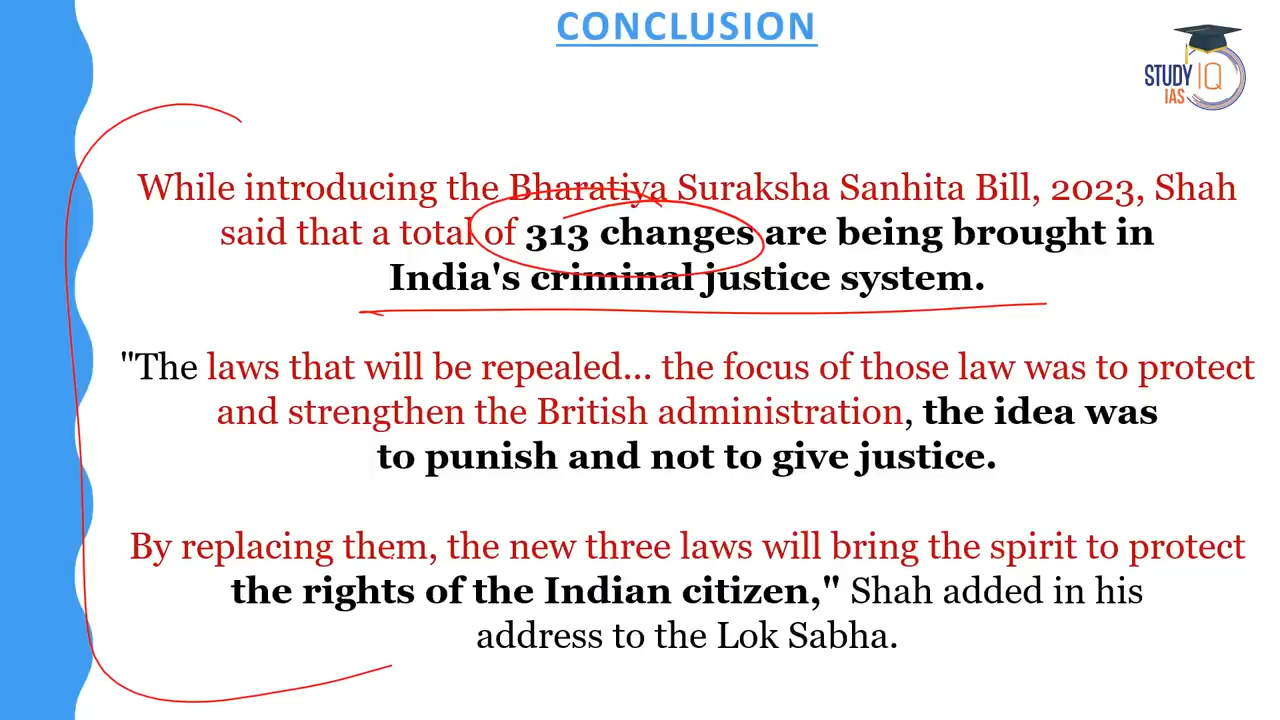 CONCLUSION
STUDY IQ
IAS
While introducing the Bharatiya Suraksha Sanhita Bill, 2023, Shah
said that a total of 313 changes are being brought in
India's criminal justice system.
"The laws that will be repealed... the focus of those law was to protect
and strengthen the British administration, the idea was
to punish and not to give justice.
By replacing them, the new three laws will bring the spirit to protect
the rights of the Indian citizen," Shah added in his
address to the Lok Sabha.